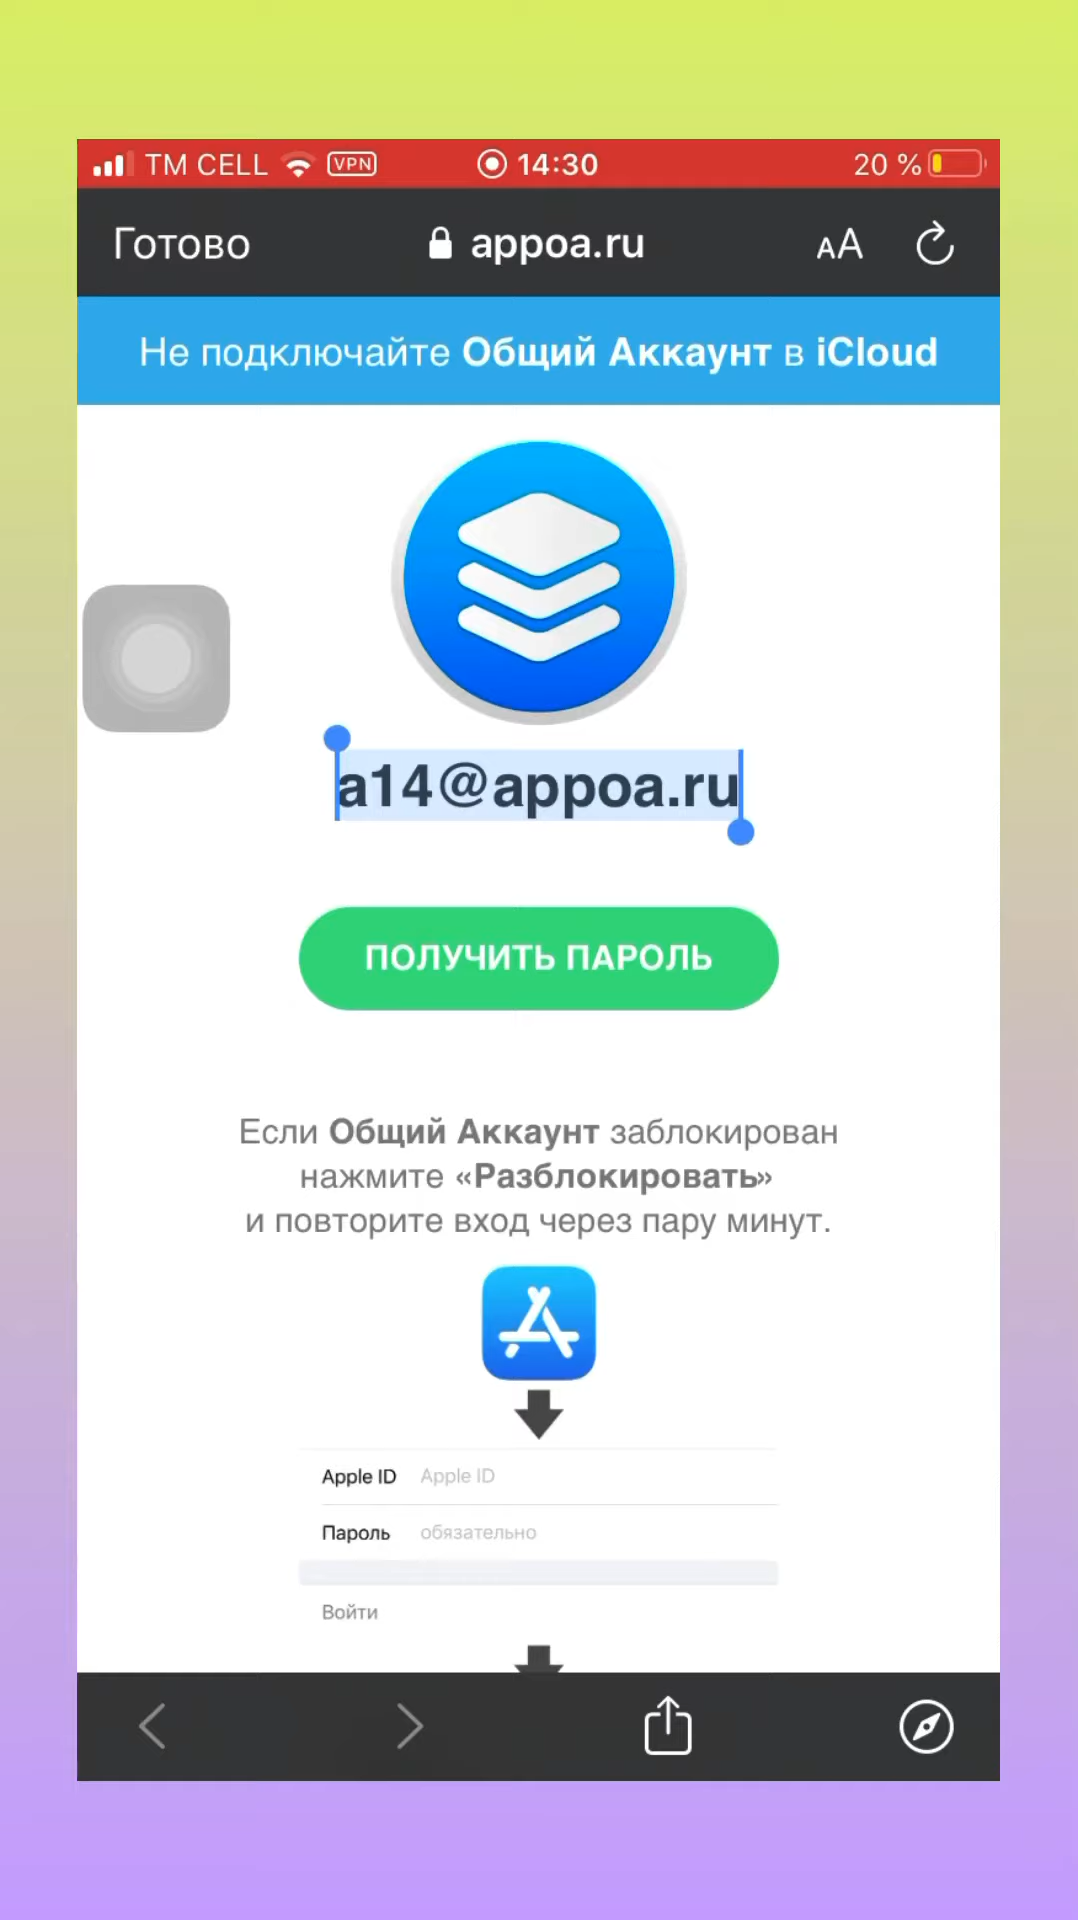 TM CELL VPN 14:30 20 %
Готово appoa.ru AA
Не подключайте Общий Аккаунт в iCloud
a14@appoa.ru
ПОЛУЧИТЬ ПАРОЛЬ
Если Общий Аккаунт заблокирован
нажмите «Разблокировать»
и повторите вход через пару минут.
Apple ID Apple ID
Пароль обязательно
Войти